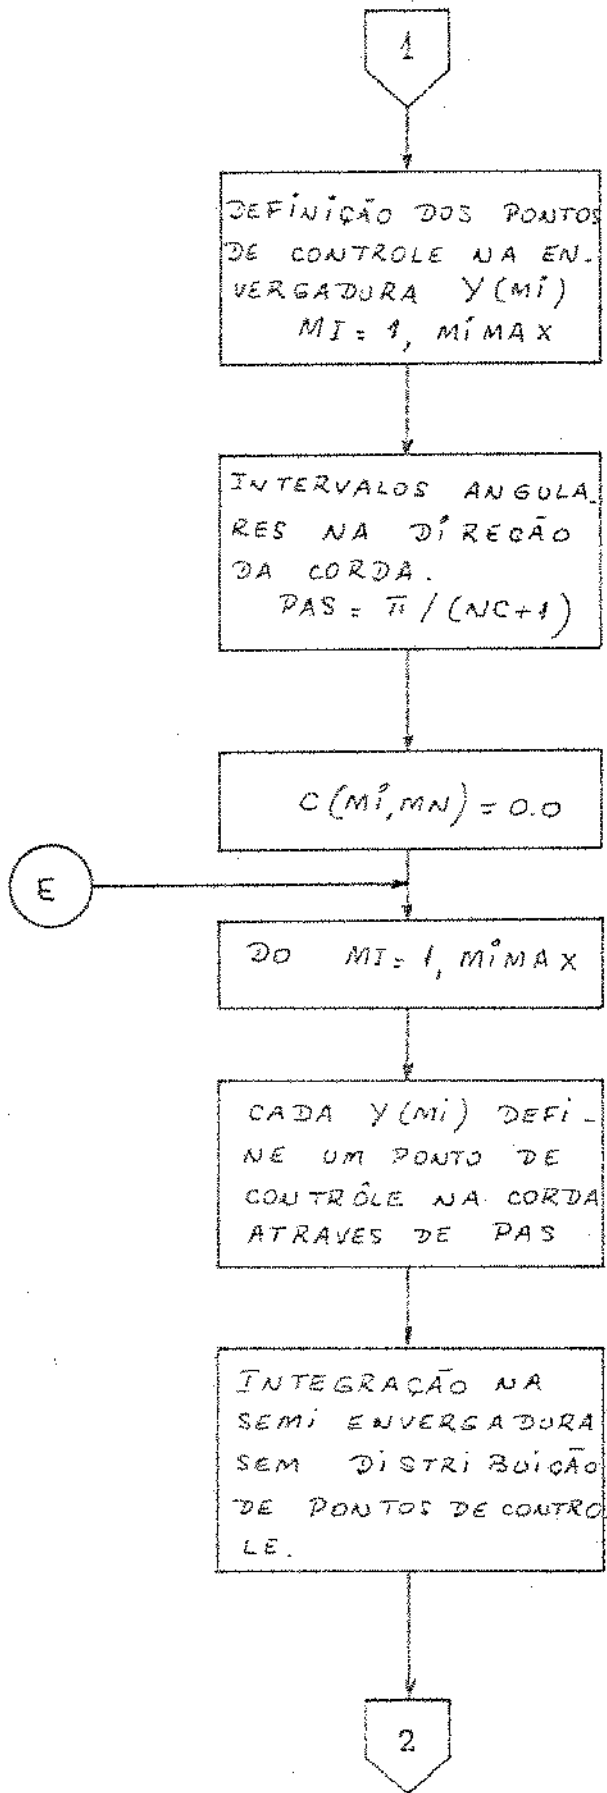 1
DEFINIÇÃO DOS PONTOS
DE CONTROLE NA EN-
VERGADURA Y(MI)
MI = 1, MIMAX
INTERVALOS ANGULA-
RES NA DIREÇÃO
DA CORDA.
PAS = π / (NC+1)
C(MI,MN) = 0.0
E
DO MI = 1, MIMAX
CADA Y(MI) DEFI-
NE UM PONTO DE
CONTRÔLE NA CORDA
ATRAVES DE PAS
INTEGRAÇÃO NA
SEMI ENVERGADURA
SEM DISTRIBUIÇÃO
DE PONTOS DE CONTRO
LE.
2